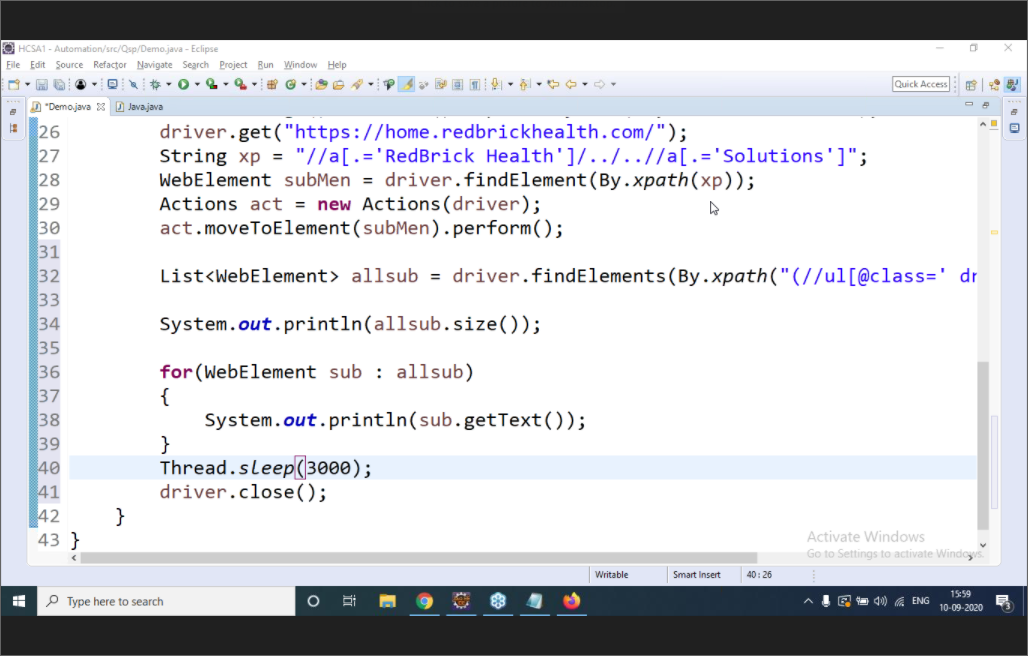 HCSA1 - Automation/src/Qsp/Demo.java - Eclipse
File Edit Source Refactor Navigate Search Project Run Window Help
Quick Access
*Demo.java Java.java
26 driver.get("https://home.redbrickhealth.com/");
27 String xp = "//a[.='RedBrick Health']/../..//a[.='Solutions']";
28 WebElement subMen = driver.findElement(By.xpath(xp));
29 Actions act = new Actions(driver);
30 act.moveToElement(subMen).perform();
31
32 List<WebElement> allsub = driver.findElements(By.xpath("(//ul[@class=' dr
33
34 System.out.println(allsub.size());
35
36 for(WebElement sub : allsub)
37 {
38 System.out.println(sub.getText());
39 }
40 Thread.sleep(3000);
41 driver.close();
42 }
43 }
Activate Windows
Go to Settings to activate Windows.
Writable Smart Insert 40 : 26
Type here to search
ENG
15:59
10-09-2020
3